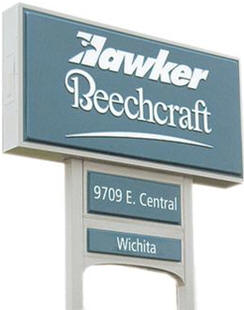 Hawker
Beechcraft
9709 E. Central
Wichita